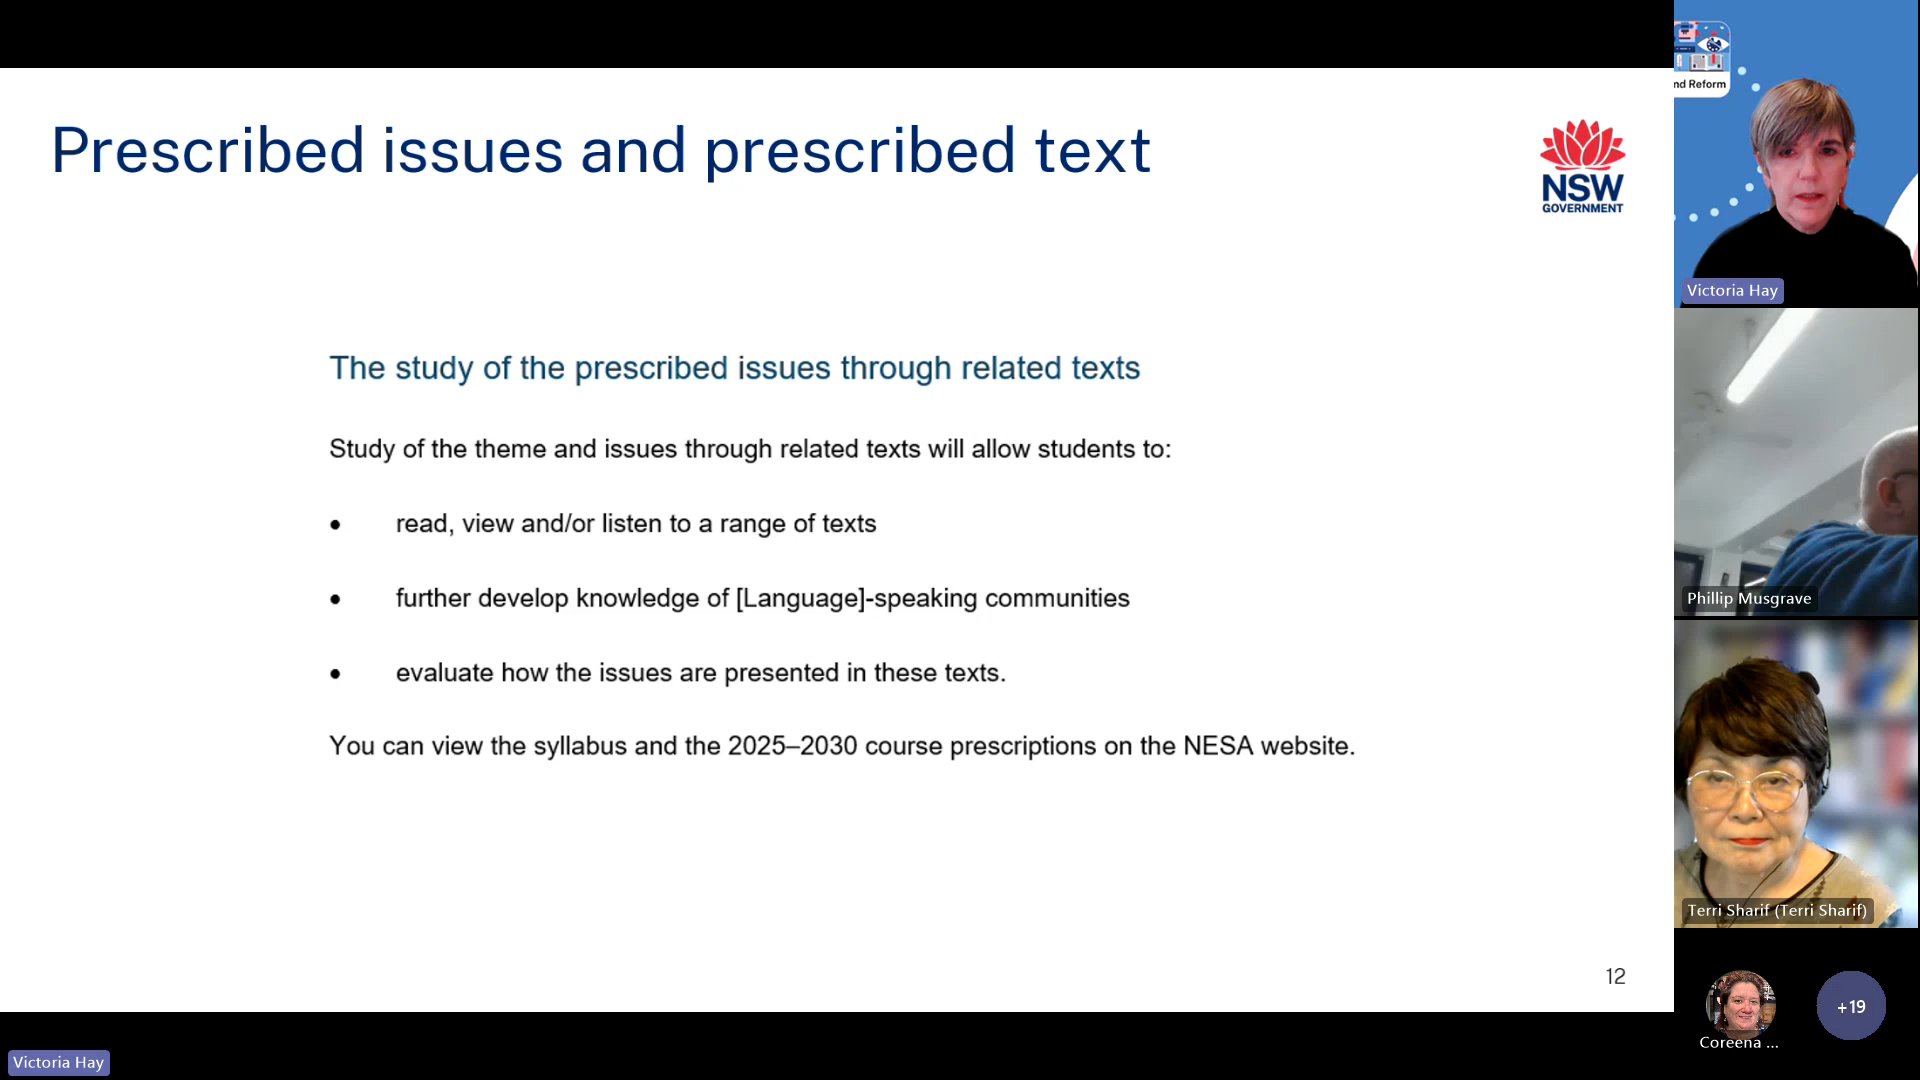 Prescribed issues and prescribed text
NSW
GOVERNMENT
The study of the prescribed issues through related texts
Study of the theme and issues through related texts will allow students to:
• read, view and/or listen to a range of texts
• further develop knowledge of [Language]-speaking communities
• evaluate how the issues are presented in these texts.
You can view the syllabus and the 2025–2030 course prescriptions on the NESA website.
12
Victoria Hay
nd Reform
Victoria Hay
Phillip Musgrave
Terri Sharif (Terri Sharif)
Coreena ...
+19